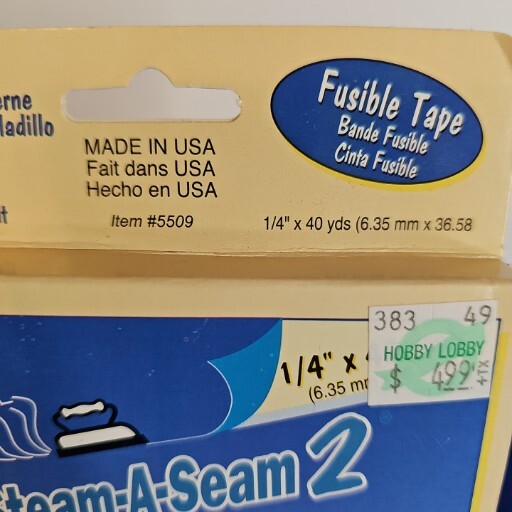 erne
dadillo
Fusible Tape
Bande Fusible
Cinta Fusible
MADE IN USA
Fait dans USA
Hecho en USA
Item #5509
1/4" x 40 yds (6.35 mm x 36.58
383 49
HOBBY LOBBY
$ 4.99
1/4" x
(6.35 m
Steam-A-Seam 2